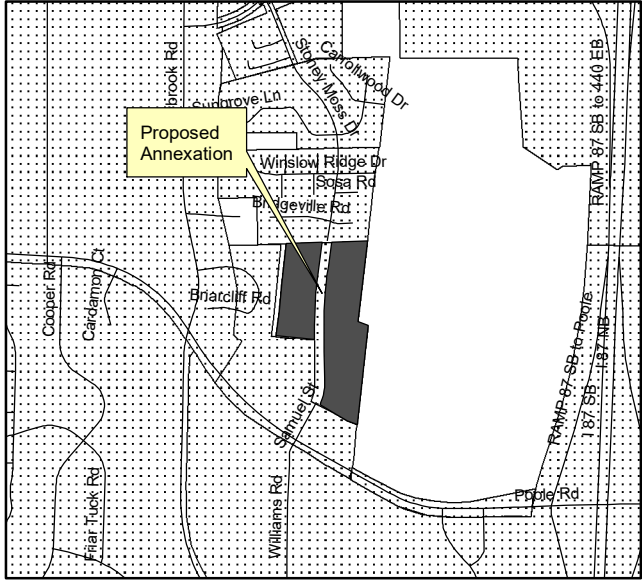 Carrollwood Dr
Stoney Moss Dr
brook Rd
Sungrove Ln
RAMP 87 SB to 440 EB
Proposed
Annexation
Winslow Ridge Dr
Sosa Rd
Bridgeville Rd
Cooper Rd
Cardamon Ct
Briarcliff Rd
RAMP 87 SB to Poole
I 87 SB
I 87 NB
Samuel St
Poole Rd
Friar Tuck Rd
Williams Rd